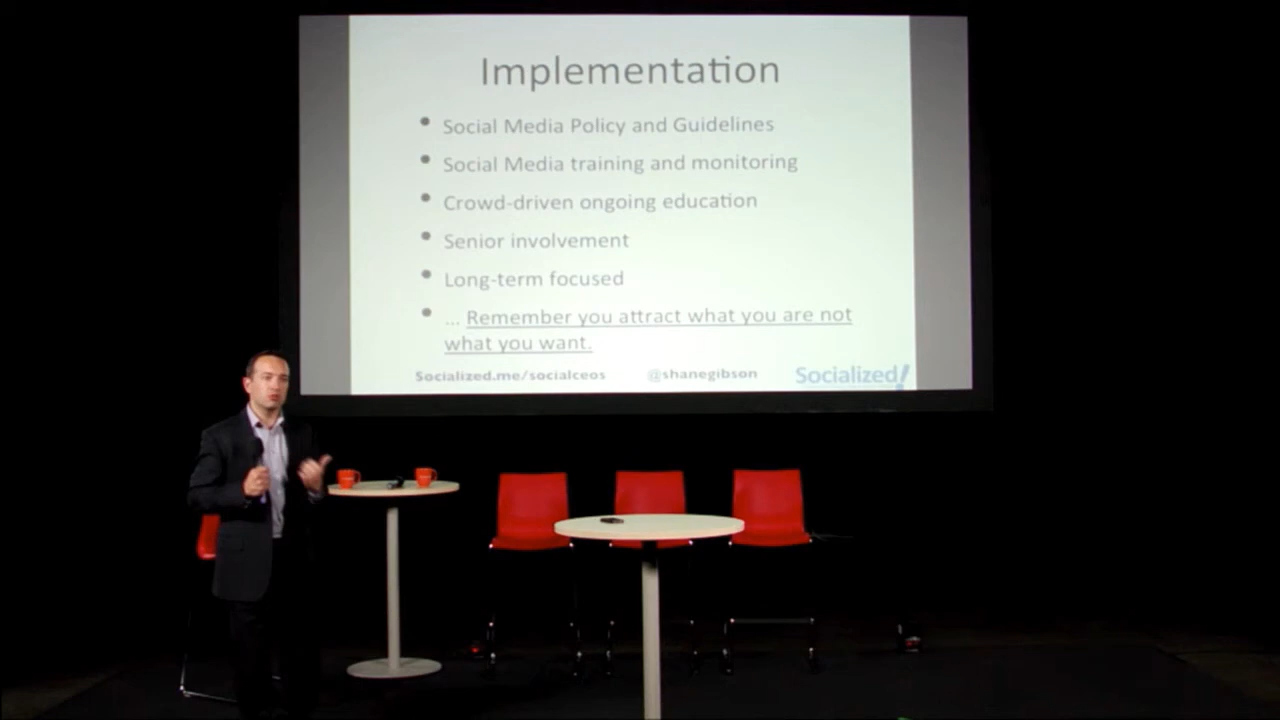 Implementation
• Social Media Policy and Guidelines
• Social Media training and monitoring
• Crowd-driven ongoing education
• Senior involvement
• Long-term focused
• ... Remember you attract what you are not
what you want.
Socialized.me/socialceos @shanegibson Socialized!